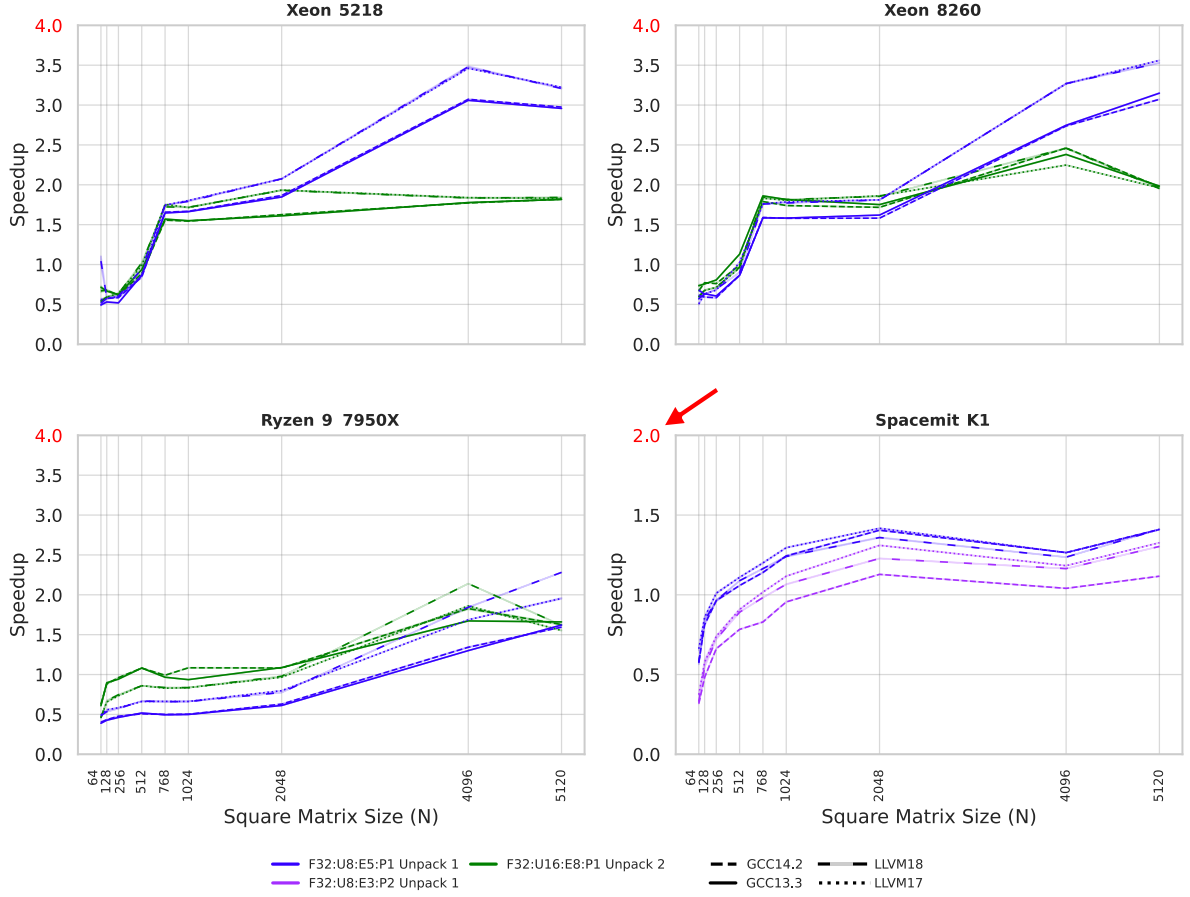 Xeon 5218
Xeon 8260
4.0
3.5
3.0
2.5
2.0
1.5
1.0
0.5
0.0
Speedup
4.0
3.5
3.0
2.5
2.0
1.5
1.0
0.5
0.0
Speedup
Ryzen 9 7950X
Spacemit K1
4.0
3.5
3.0
2.5
2.0
1.5
1.0
0.5
0.0
Speedup
64
128
256
512
768
1024
2048
4096
5120
Square Matrix Size (N)
2.0
1.5
1.0
0.5
0.0
Speedup
64
128
256
512
768
1024
2048
4096
5120
Square Matrix Size (N)
F32:U8:E5:P1 Unpack 1
F32:U16:E8:P1 Unpack 2
GCC14.2
LLVM18
F32:U8:E3:P2 Unpack 1
GCC13.3
LLVM17